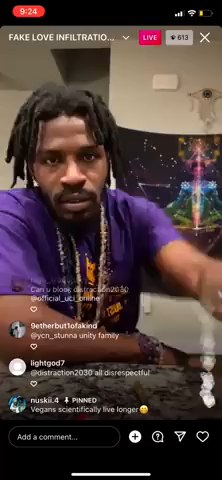 9:24
FAKE LOVE INFILTRATIO...
LIVE
613
Can u block distraction2030
@official_uci_online
9etherbut1ofakind
@ycn_stunna unity family
lightgod7
@distraction2030 all disrespectful
nuskii.4 PINNED
Vegans scientifically live longer😁
Add a comment...